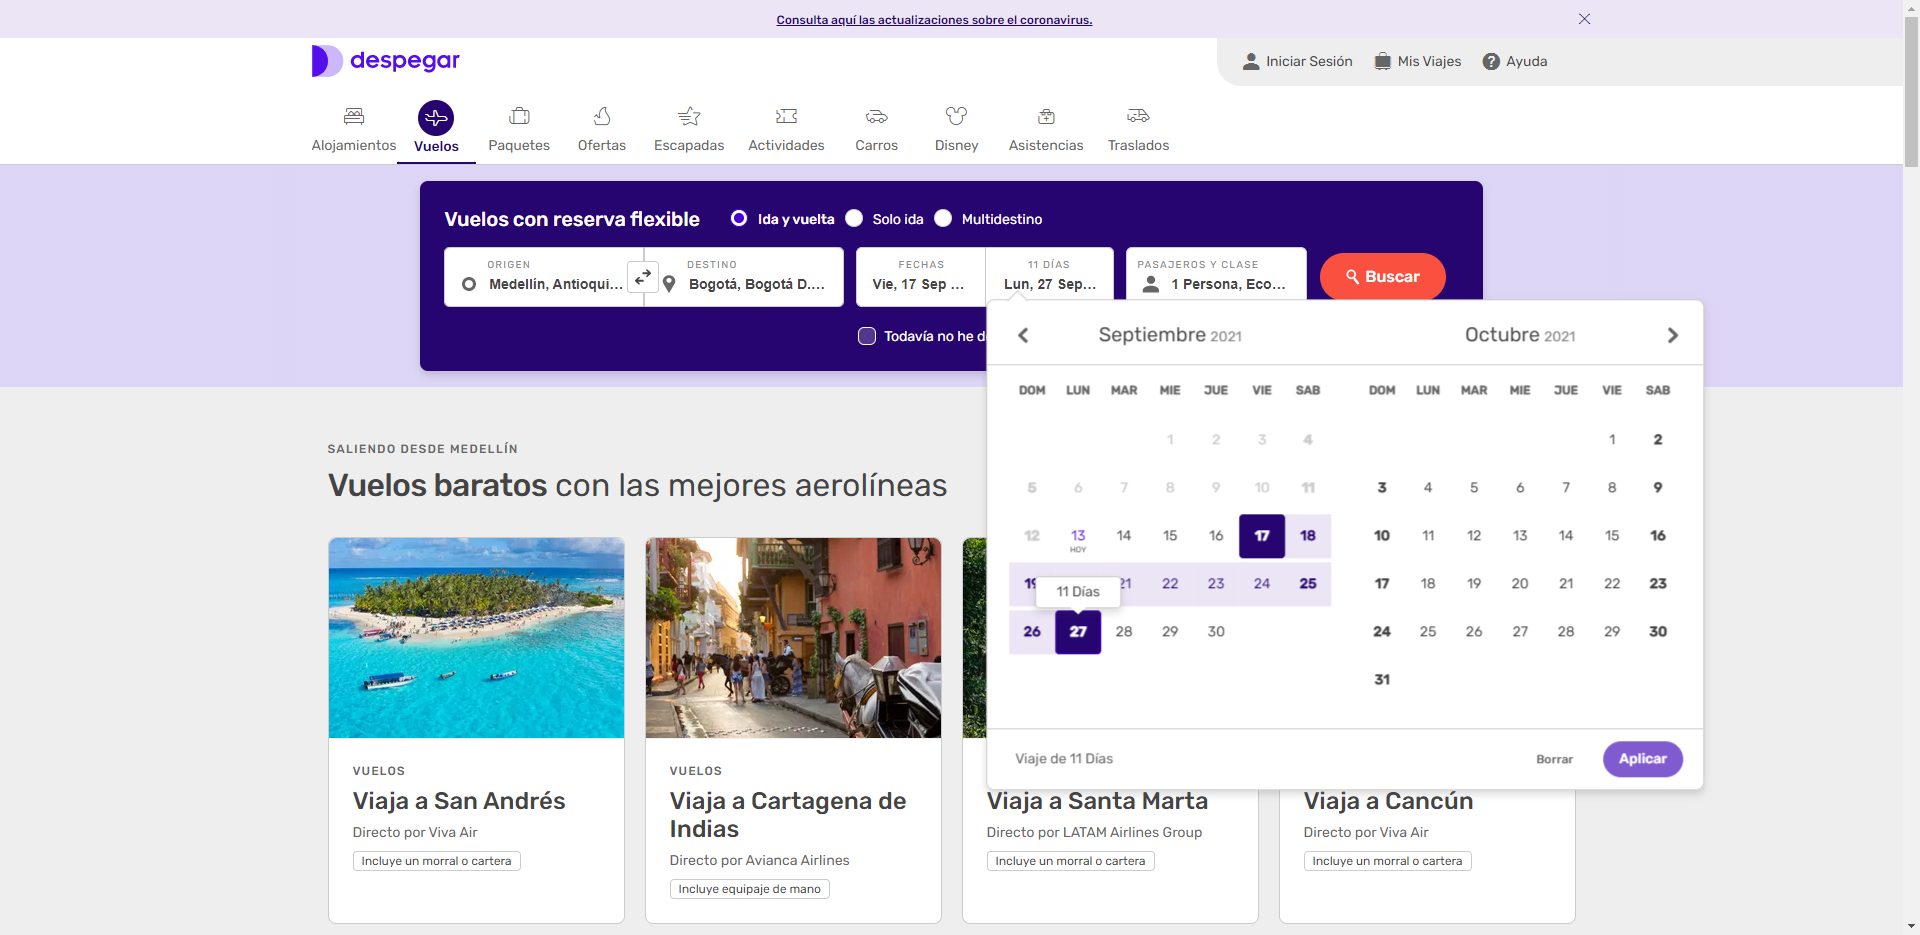 Consulta aquí las actualizaciones sobre el coronavirus.
despegar
Iniciar Sesión
Mis Viajes
Ayuda
Alojamientos
Vuelos
Paquetes
Ofertas
Escapadas
Actividades
Carros
Disney
Asistencias
Traslados
Vuelos con reserva flexible
Ida y vuelta
Solo ida
Multidestino
ORIGEN
Medellín, Antioqui...
DESTINO
Bogotá, Bogotá D....
FECHAS
Vie, 17 Sep ...
11 DÍAS
Lun, 27 Sep...
PASAJEROS Y CLASE
1 Persona, Eco...
Buscar
Todavía no he d
Septiembre 2021
DOM LUN MAR MIE JUE VIE SAB
1 2 3 4
5 6 7 8 9 10 11
12 13 14 15 16 17 18
HOY
19 21 22 23 24 25
11 Días
26 27 28 29 30
Octubre 2021
DOM LUN MAR MIE JUE VIE SAB
1 2
3 4 5 6 7 8 9
10 11 12 13 14 15 16
17 18 19 20 21 22 23
24 25 26 27 28 29 30
31
Viaje de 11 Días
Borrar
Aplicar
SALIENDO DESDE MEDELLÍN
Vuelos baratos con las mejores aerolíneas
VUELOS
Viaja a San Andrés
Directo por Viva Air
Incluye un morral o cartera
VUELOS
Viaja a Cartagena de
Indias
Directo por Avianca Airlines
Incluye equipaje de mano
Viaja a Santa Marta
Directo por LATAM Airlines Group
Incluye un morral o cartera
Viaja a Cancún
Directo por Viva Air
Incluye un morral o cartera